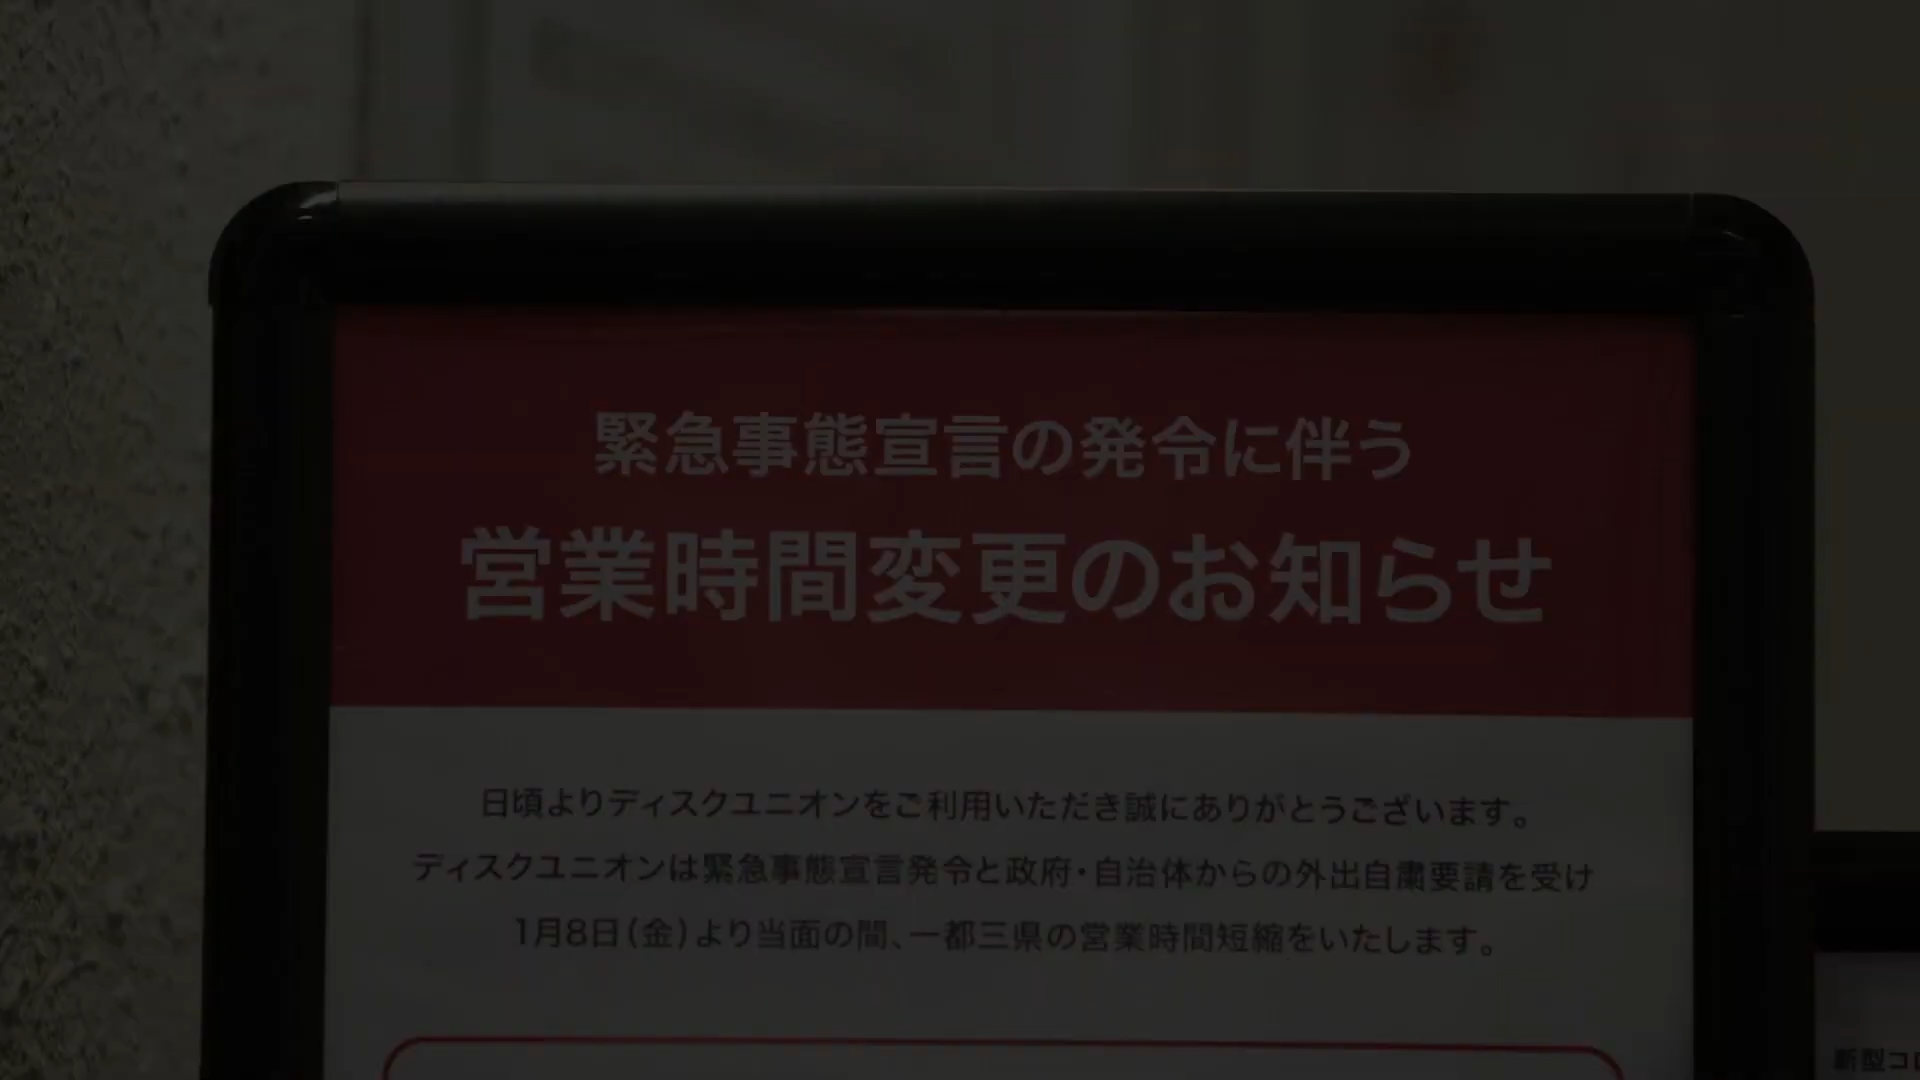 緊急事態宣言の発令に伴う
営業時間変更のお知らせ
日頃よりディスクユニオンをご利用いただき誠にありがとうございます。
ディスクユニオンは緊急事態宣言発令と政府・自治体からの外出自粛要請を受け
1月8日(金)より当面の間、一都三県の営業時間短縮をいたします。
新型コロ